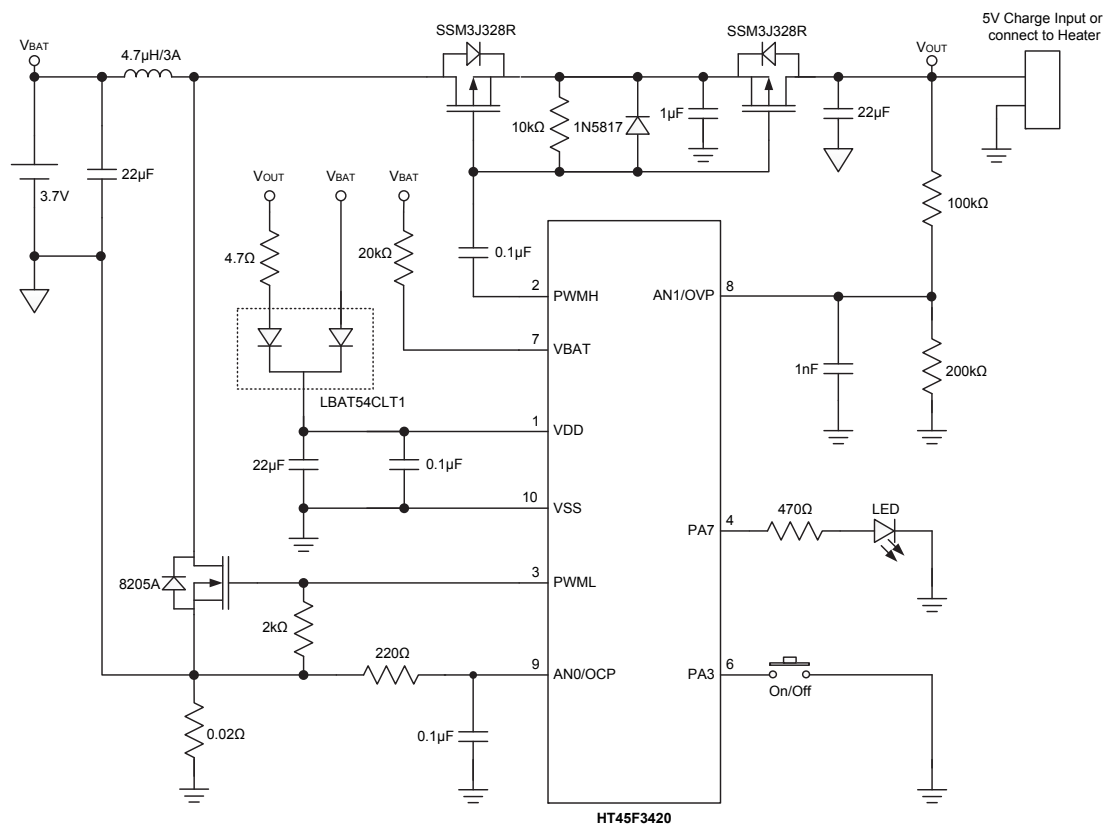 5V Charge Input or
connect to Heater
SSM3J328R
SSM3J328R
VBAT
4.7µH/3A
VOUT
10kΩ
1N5817
1µF
22µF
22µF
3.7V
VOUT
VBAT
VBAT
100kΩ
4.7Ω
20kΩ
0.1µF
2
PWMH
AN1/OVP
8
7
VBAT
1nF
200kΩ
LBAT54CLT1
1
VDD
22µF
0.1µF
10
VSS
470Ω
LED
PA7
4
8205A
3
PWML
2kΩ
220Ω
9
AN0/OCP
PA3
6
On/Off
0.02Ω
0.1µF
HT45F3420